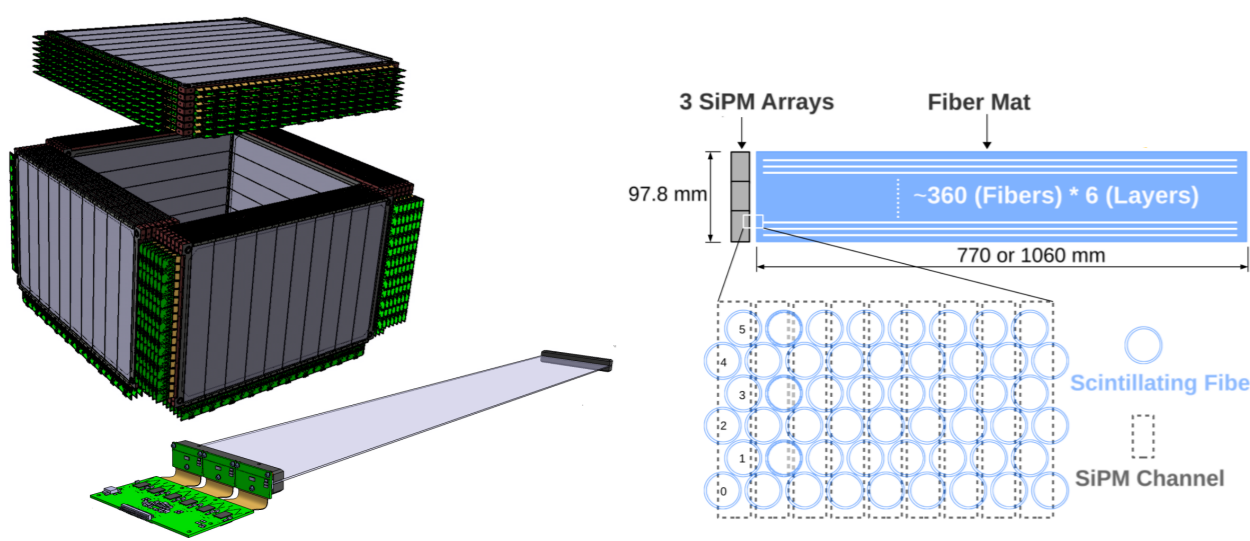 3 SiPM Arrays
Fiber Mat
97.8 mm
~360 (Fibers) * 6 (Layers)
770 or 1060 mm
5
4
3
2
1
0
Scintillating Fibe
SiPM Channel